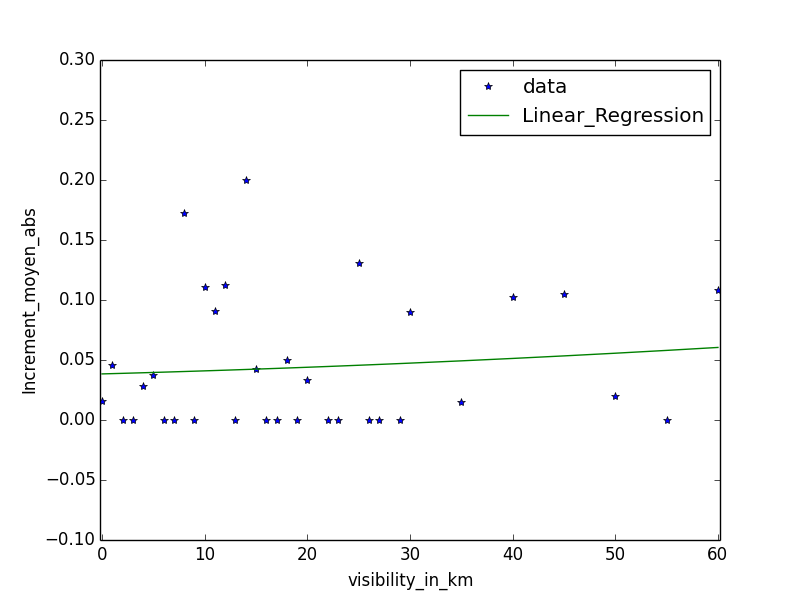 data
Linear_Regression
0.30
0.25
0.20
0.15
0.10
0.05
0.00
−0.05
−0.10
Increment_moyen_abs
0 10 20 30 40 50 60
visibility_in_km